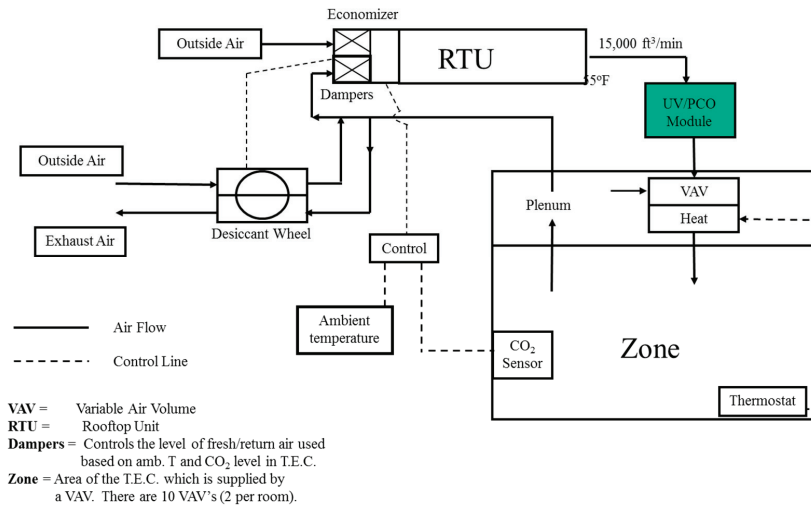 Economizer
Outside Air
RTU
15,000 ft³/min
55ºF
Dampers
UV/PCO
Module
Outside Air
Exhaust Air
Desiccant Wheel
Plenum
VAV
Heat
Control
Ambient
temperature
CO₂
Sensor
Zone
Thermostat
Air Flow
Control Line
VAV = Variable Air Volume
RTU = Rooftop Unit
Dampers = Controls the level of fresh/return air used
based on amb. T and CO₂ level in T.E.C.
Zone = Area of the T.E.C. which is supplied by
a VAV. There are 10 VAV's (2 per room).